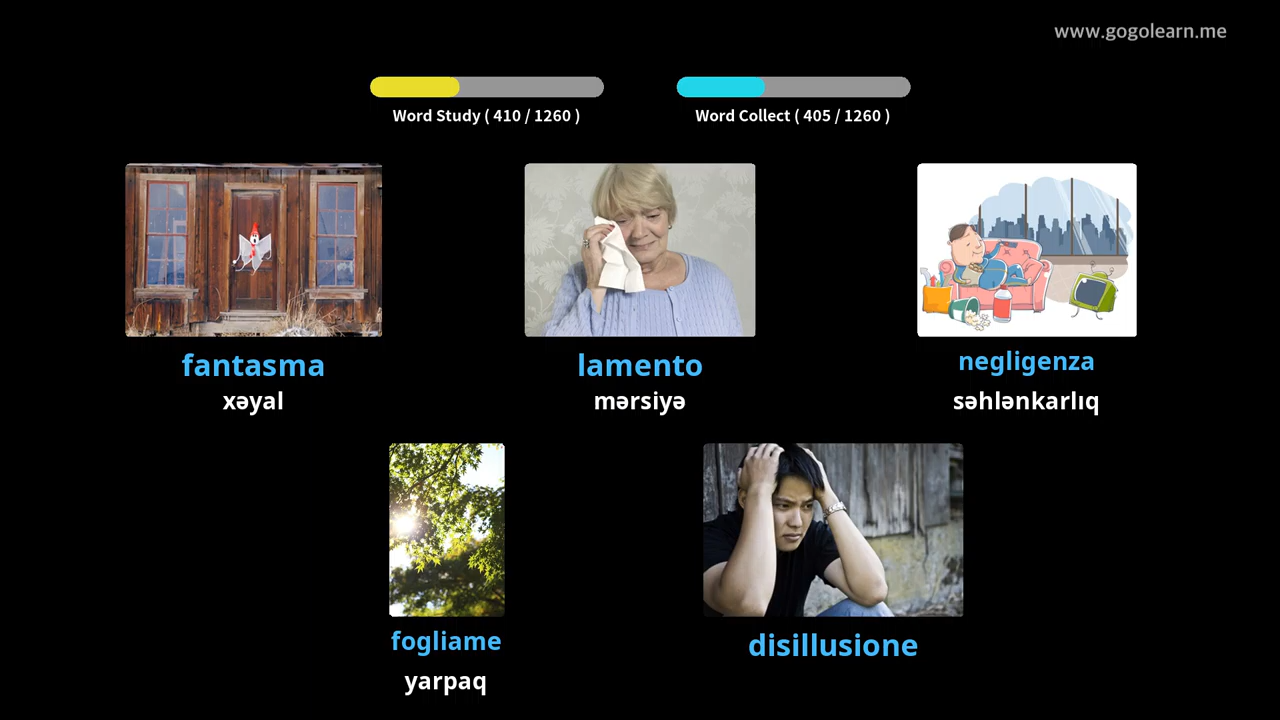 www.gogolearn.me
Word Study ( 410 / 1260 )
Word Collect ( 405 / 1260 )
fantasma
xəyal
lamento
mərsiyə
negligenza
səhlənkarlıq
fogliame
yarpaq
disillusione